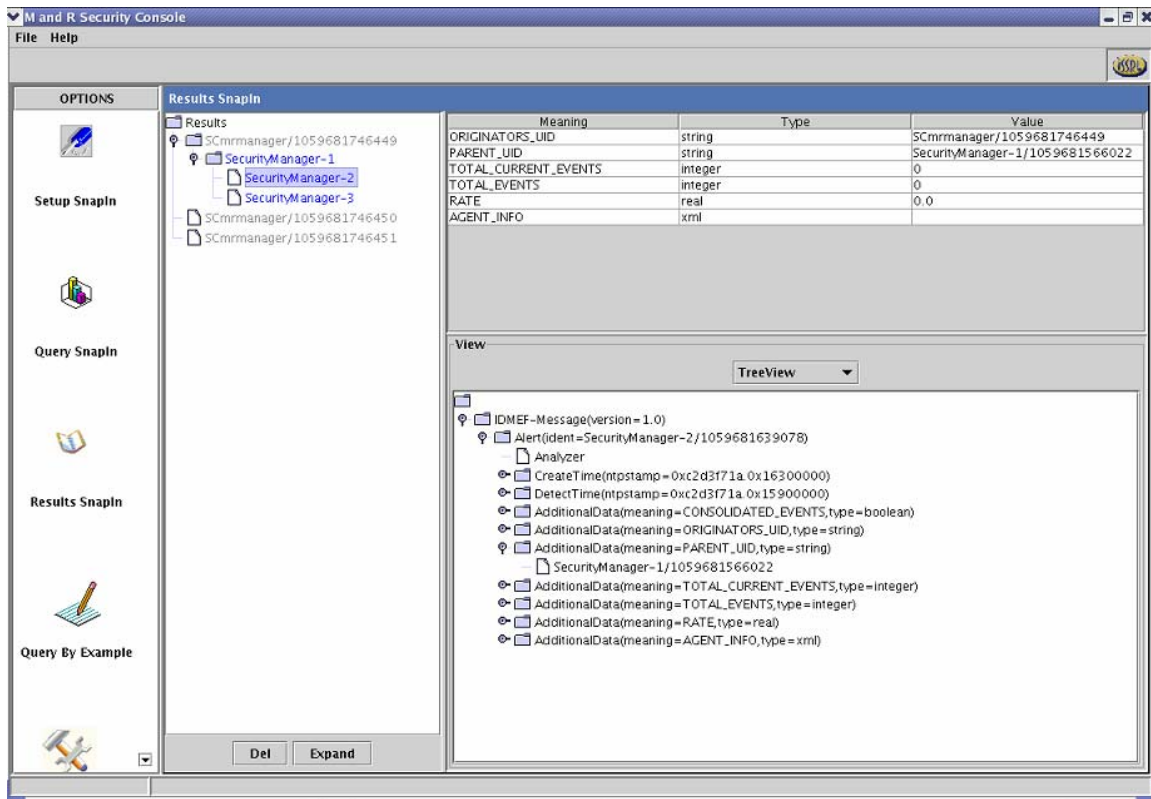 M and R Security Console
File Help
OPTIONS
Setup SnapIn
Query SnapIn
Results SnapIn
Query By Example
Results SnapIn
Results
SCmrmanager/1059681746449
SecurityManager-1
SecurityManager-2
SecurityManager-3
SCmrmanager/1059681746450
SCmrmanager/1059681746451
Del Expand
Meaning Type Value
ORIGINATORS_UID string SCmrmanager/1059681746449
PARENT_UID string SecurityManager-1/1059681566022
TOTAL_CURRENT_EVENTS integer 0
TOTAL_EVENTS integer 0
RATE real 0.0
AGENT_INFO xml
View
TreeView
IDMEF-Message(version=1.0)
Alert(ident=SecurityManager-2/1059681639078)
Analyzer
CreateTime(ntpstamp=0xc2d3f71a.0x16300000)
DetectTime(ntpstamp=0xc2d3f71a.0x15900000)
AdditionalData(meaning=CONSOLIDATED_EVENTS,type=boolean)
AdditionalData(meaning=ORIGINATORS_UID,type=string)
AdditionalData(meaning=PARENT_UID,type=string)
SecurityManager-1/1059681566022
AdditionalData(meaning=TOTAL_CURRENT_EVENTS,type=integer)
AdditionalData(meaning=TOTAL_EVENTS,type=integer)
AdditionalData(meaning=RATE,type=real)
AdditionalData(meaning=AGENT_INFO,type=xml)